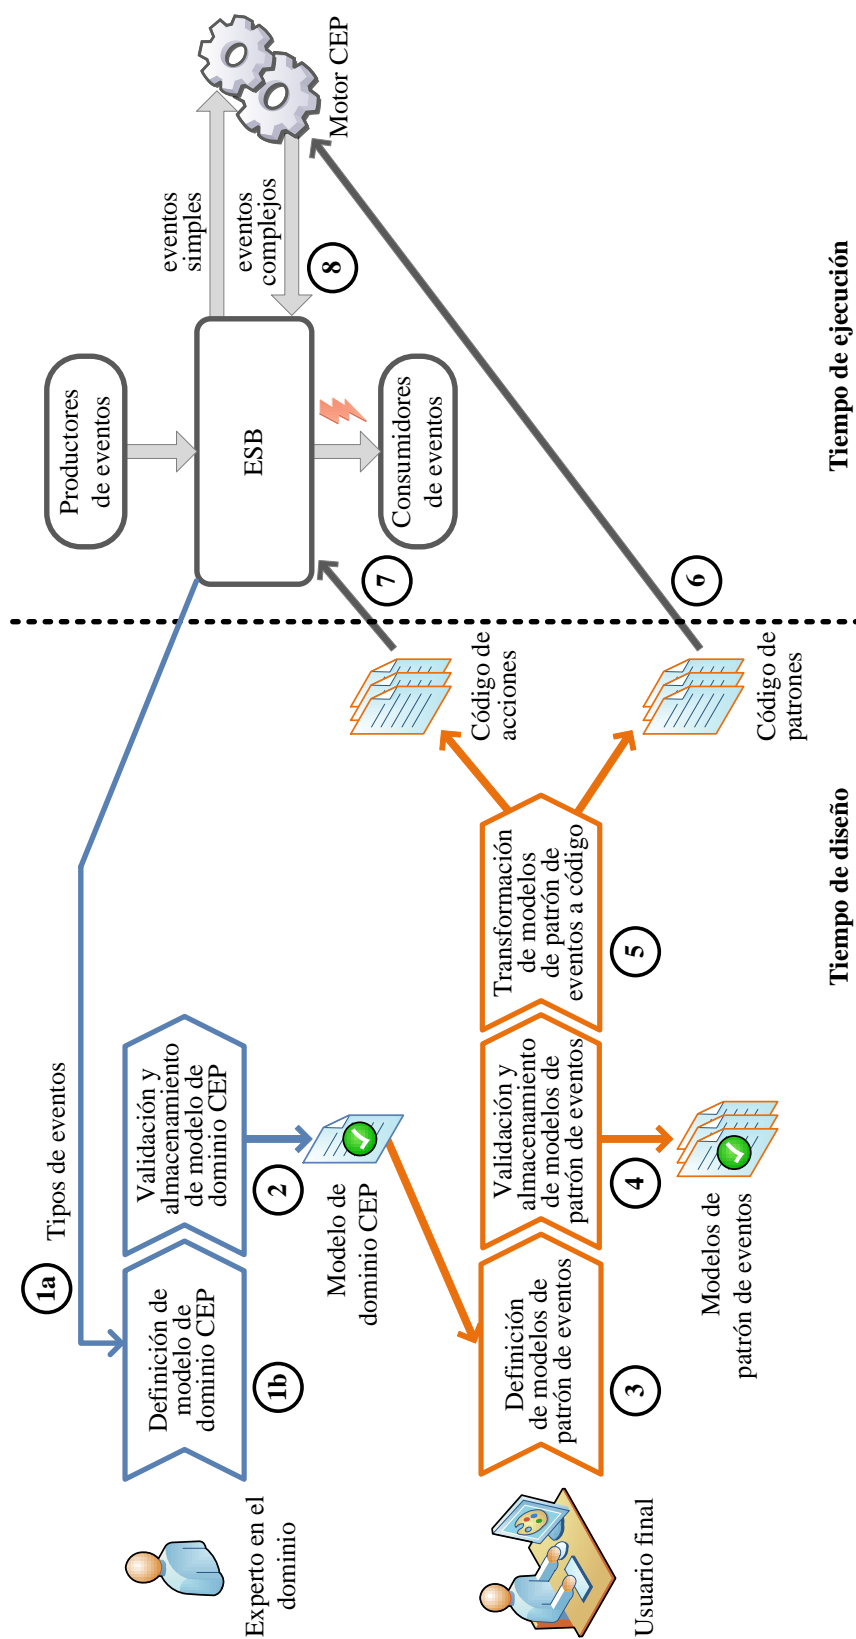 Experto en el
dominio
1a
Tipos de eventos
Definición de
modelo de
dominio CEP
1b
Validación y
almacenamiento
de modelo de
dominio CEP
2
Modelo de
dominio CEP
Usuario final
Definición
de modelos de
patrón de eventos
3
Validación y
almacenamiento
de modelos de
patrón de eventos
4
Modelos de
patrón de eventos
Transformación
de modelos
de patrón de
eventos a código
5
Código de
acciones
Código de
patrones
Tiempo de diseño
7
6
Productores
de eventos
ESB
Consumidores
de eventos
eventos
simples
eventos
complejos
8
Motor CEP
Tiempo de ejecución